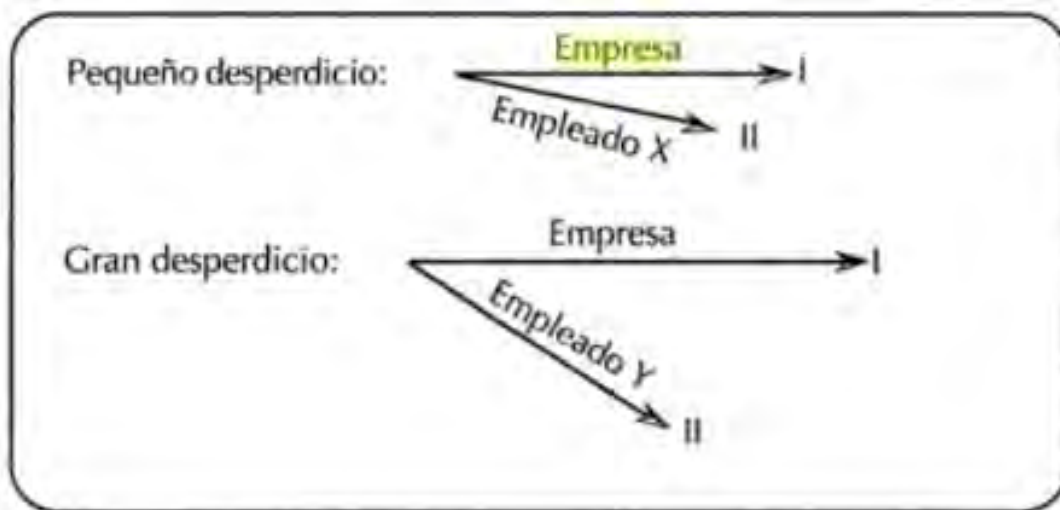 Empresa
Pequeño desperdicio:
I
Empleado X
II
Empresa
Gran desperdicio:
I
Empleado Y
II